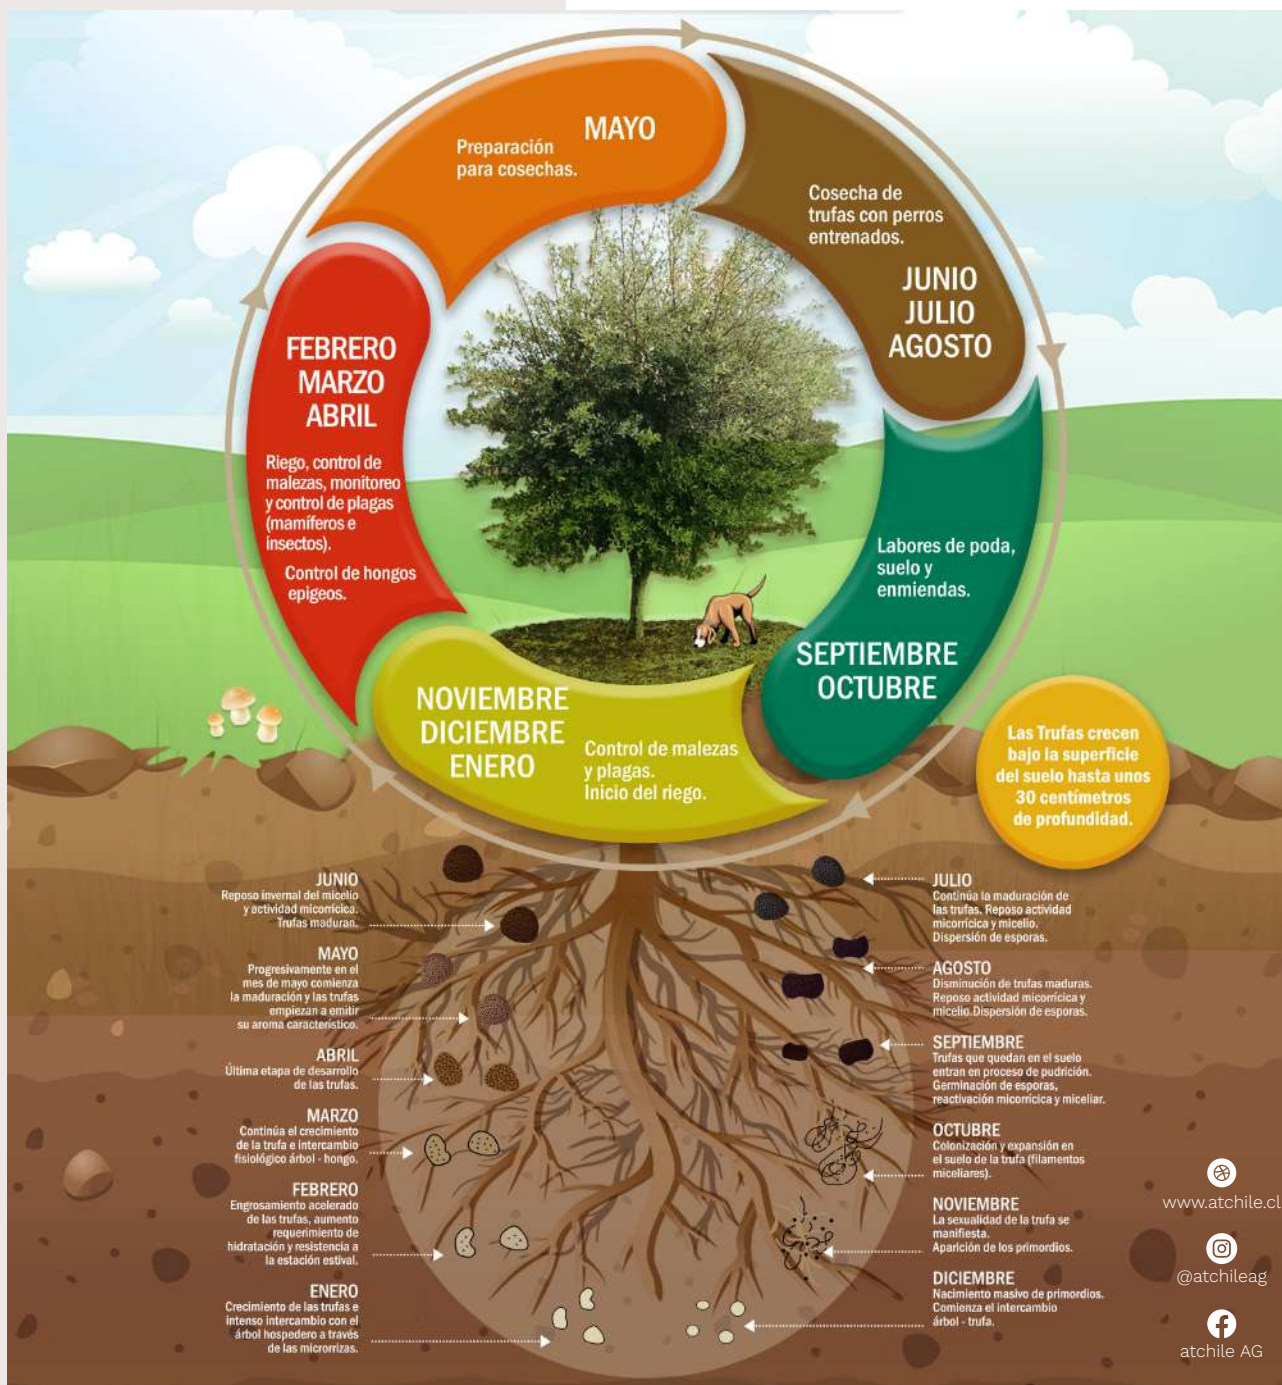 MAYO
Preparación
para cosechas.
Cosecha de
trufas con perros
entrenados.
JUNIO
JULIO
AGOSTO
FEBRERO
MARZO
ABRIL
Riego, control de
malezas, monitoreo
y control de plagas
(mamíferos e
insectos).
Control de hongos
epigeos.
Labores de poda,
suelo y
enmiendas.
SEPTIEMBRE
OCTUBRE
NOVIEMBRE
DICIEMBRE
ENERO
Control de malezas
y plagas.
Inicio del riego.
Las Trufas crecen
bajo la superficie
del suelo hasta unos
30 centímetros
de profundidad.
JUNIO
Reposo invernal del micelio
y actividad micorrícica.
Trufas maduran.
MAYO
Progresivamente en el
mes de mayo comienza
la maduración y las trufas
empiezan a emitir
su aroma característico.
ABRIL
Última etapa de desarrollo
de las trufas.
MARZO
Continúa el crecimiento
de la trufa e intercambio
fisiológico árbol - hongo.
FEBRERO
Engrosamiento acelerado
de las trufas, aumento
requerimiento de
hidratación y resistencia a
la estación estival.
ENERO
Crecimiento de las trufas e
intenso intercambio con el
árbol hospedero a través
de las microrrizas.
JULIO
Continúa la maduración de
las trufas. Reposo actividad
micorrícica y micelio.
Dispersión de esporas.
AGOSTO
Disminución de trufas maduras.
Reposo actividad micorrícica y
micelio.Dispersión de esporas.
SEPTIEMBRE
Trufas que quedan en el suelo
entran en proceso de pudrición.
Germinación de esporas,
reactivación micorrícica y miceliar.
OCTUBRE
Colonización y expansión en
el suelo de la trufa (filamentos
miceliares).
NOVIEMBRE
La sexualidad de la trufa se
manifiesta.
Aparición de los primordios.
DICIEMBRE
Nacimiento masivo de primordios.
Comienza el intercambio
árbol - trufa.
www.atchile.cl
@atchileag
atchile AG